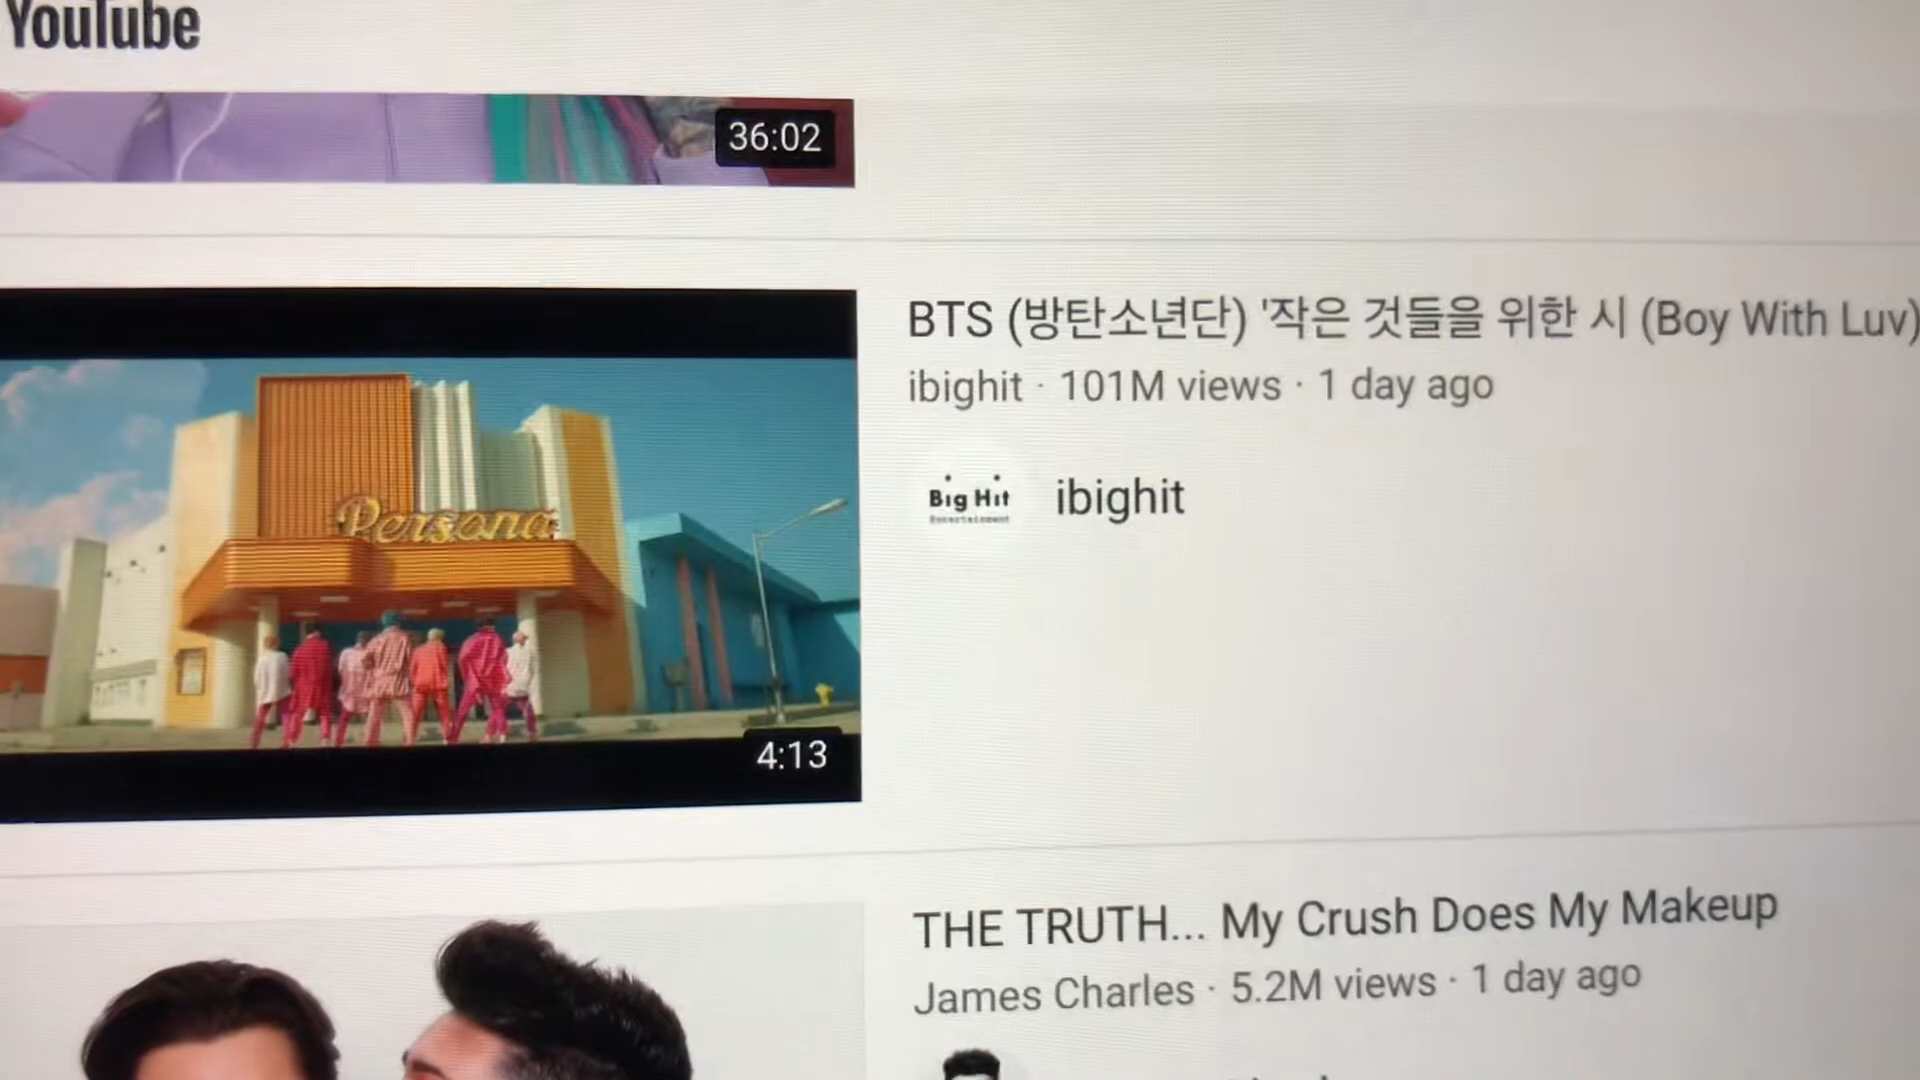 YouTube
36:02
BTS (방탄소년단) '작은 것들을 위한 시 (Boy With Luv)
ibighit · 101M views · 1 day ago
Big Hit
Entertainment
ibighit
Persona
4:13
THE TRUTH... My Crush Does My Makeup
James Charles · 5.2M views · 1 day ago